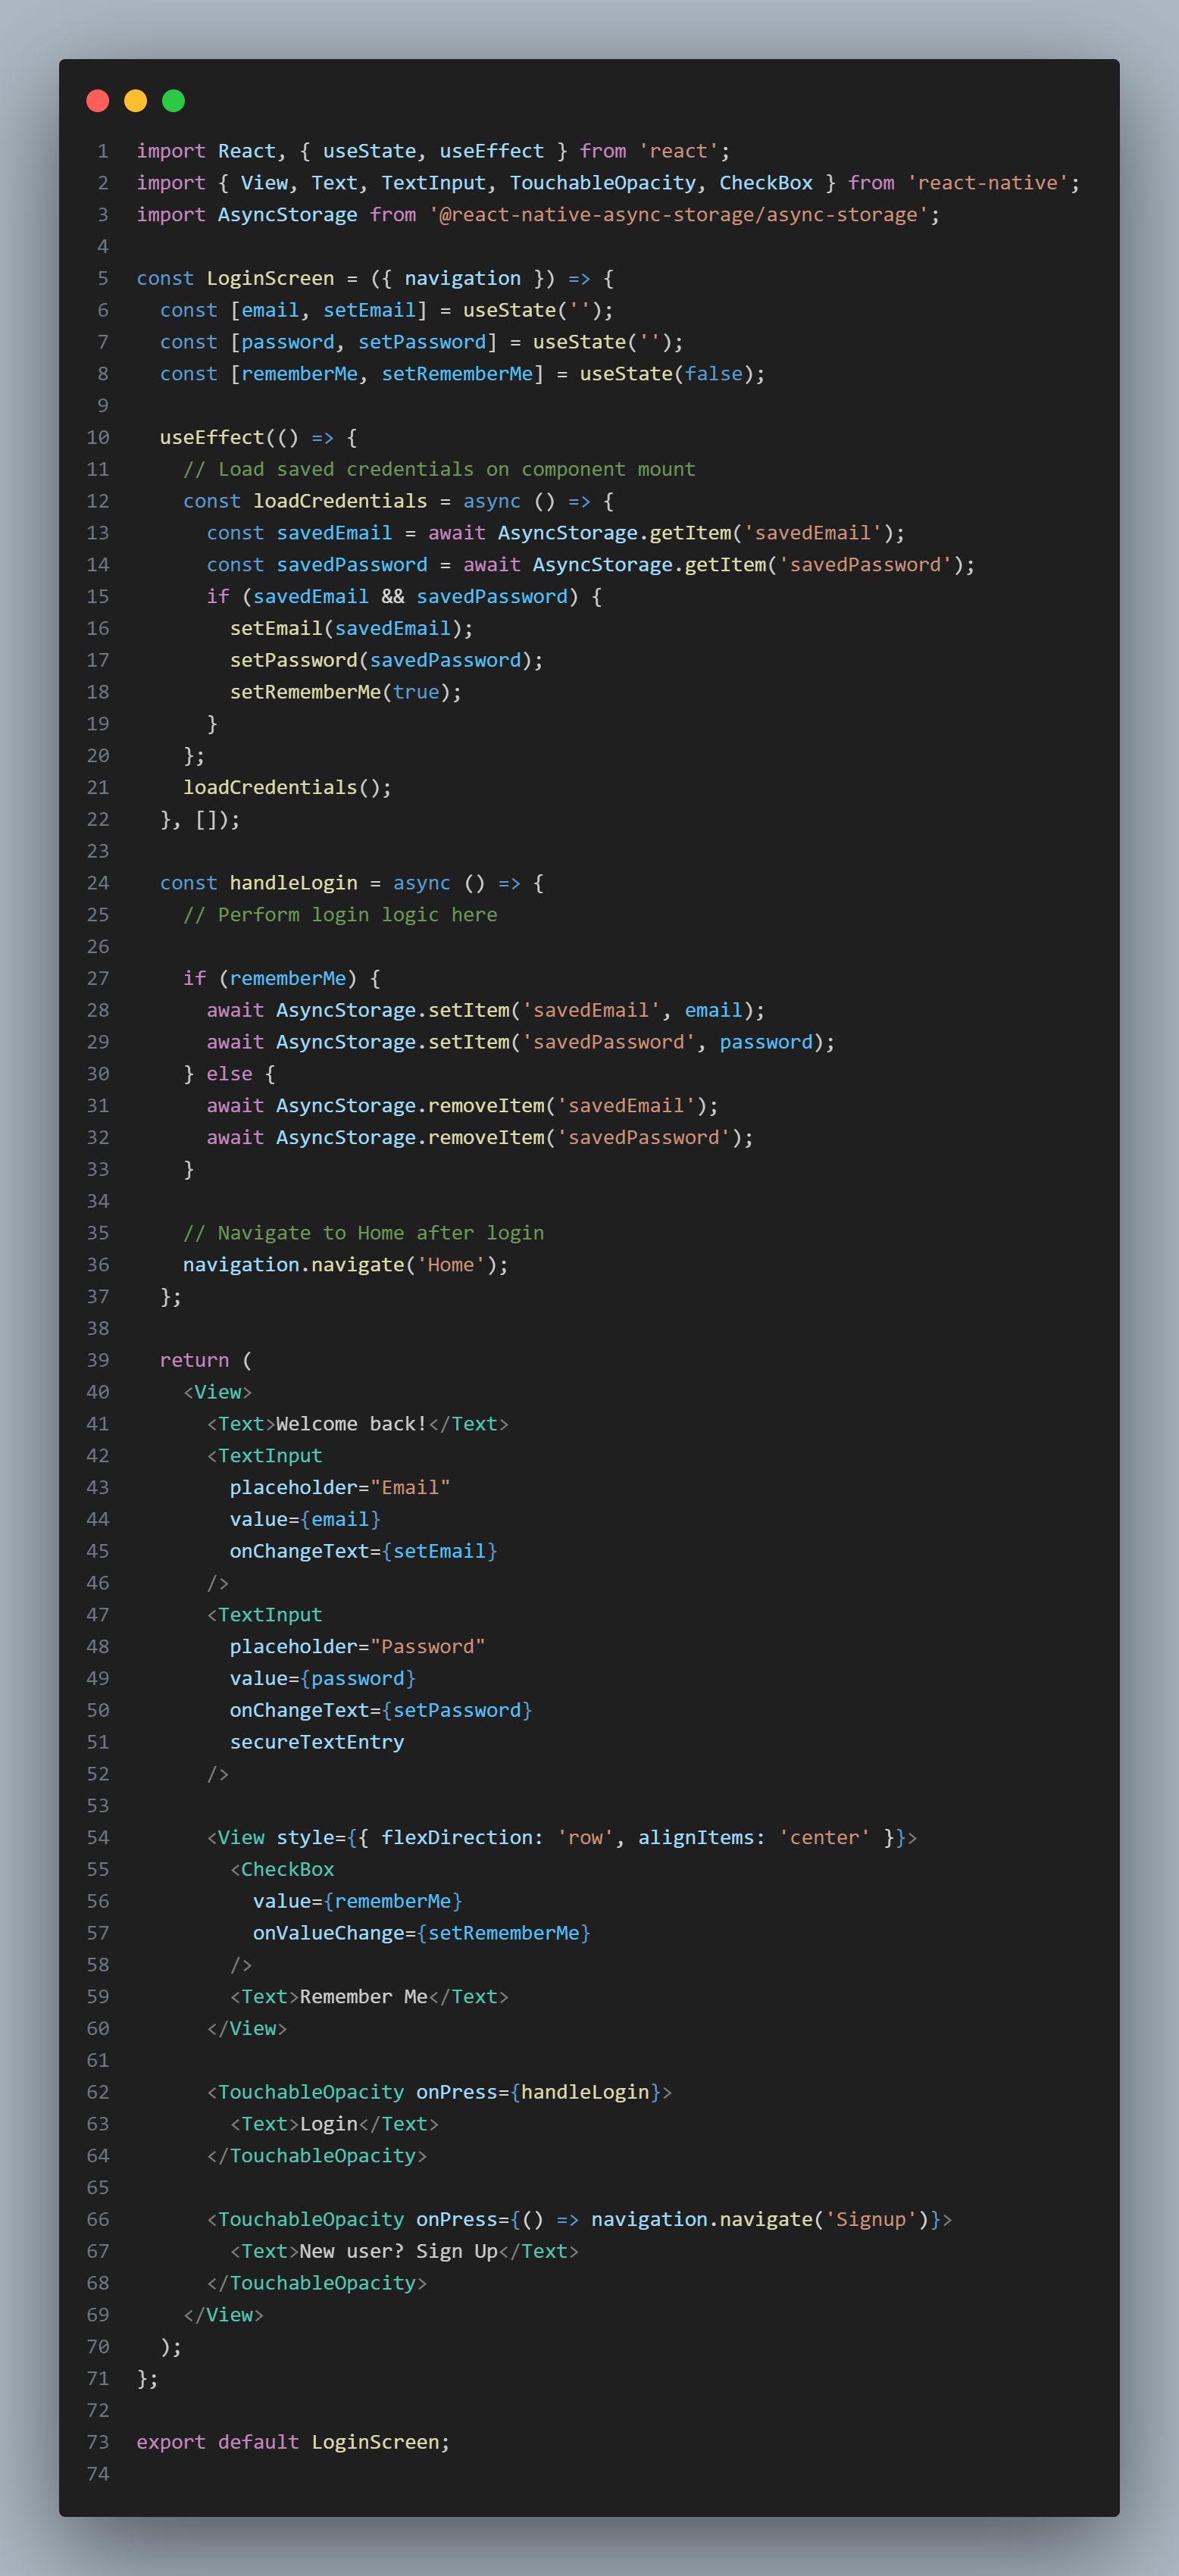 1 import React, { useState, useEffect } from 'react';
2 import { View, Text, TextInput, TouchableOpacity, CheckBox } from 'react-native';
3 import AsyncStorage from '@react-native-async-storage/async-storage';
4
5 const LoginScreen = ({ navigation }) => {
6   const [email, setEmail] = useState('');
7   const [password, setPassword] = useState('');
8   const [rememberMe, setRememberMe] = useState(false);
9
10   useEffect(() => {
11     // Load saved credentials on component mount
12     const loadCredentials = async () => {
13       const savedEmail = await AsyncStorage.getItem('savedEmail');
14       const savedPassword = await AsyncStorage.getItem('savedPassword');
15       if (savedEmail && savedPassword) {
16         setEmail(savedEmail);
17         setPassword(savedPassword);
18         setRememberMe(true);
19       }
20     };
21     loadCredentials();
22   }, []);
23
24   const handleLogin = async () => {
25     // Perform login logic here
26
27     if (rememberMe) {
28       await AsyncStorage.setItem('savedEmail', email);
29       await AsyncStorage.setItem('savedPassword', password);
30     } else {
31       await AsyncStorage.removeItem('savedEmail');
32       await AsyncStorage.removeItem('savedPassword');
33     }
34
35     // Navigate to Home after login
36     navigation.navigate('Home');
37   };
38
39   return (
40     <View>
41       <Text>Welcome back!</Text>
42       <TextInput
43         placeholder="Email"
44         value={email}
45         onChangeText={setEmail}
46       />
47       <TextInput
48         placeholder="Password"
49         value={password}
50         onChangeText={setPassword}
51         secureTextEntry
52       />
53
54       <View style={{ flexDirection: 'row', alignItems: 'center' }}>
55         <CheckBox
56           value={rememberMe}
57           onValueChange={setRememberMe}
58         />
59         <Text>Remember Me</Text>
60       </View>
61
62       <TouchableOpacity onPress={handleLogin}>
63         <Text>Login</Text>
64       </TouchableOpacity>
65
66       <TouchableOpacity onPress={() => navigation.navigate('Signup')}>
67         <Text>New user? Sign Up</Text>
68       </TouchableOpacity>
69     </View>
70   );
71 };
72
73 export default LoginScreen;
74